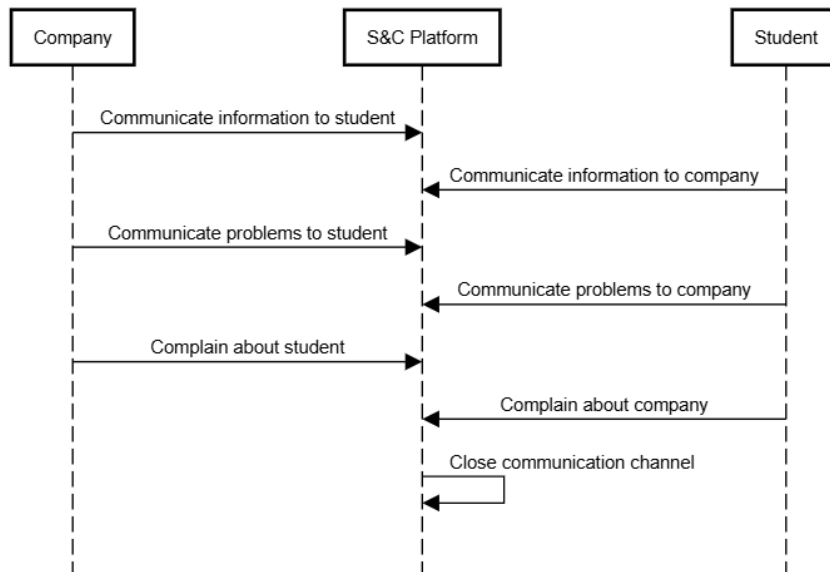 Company
S&C Platform
Student
Communicate information to student
Communicate information to company
Communicate problems to student
Communicate problems to company
Complain about student
Complain about company
Close communication channel